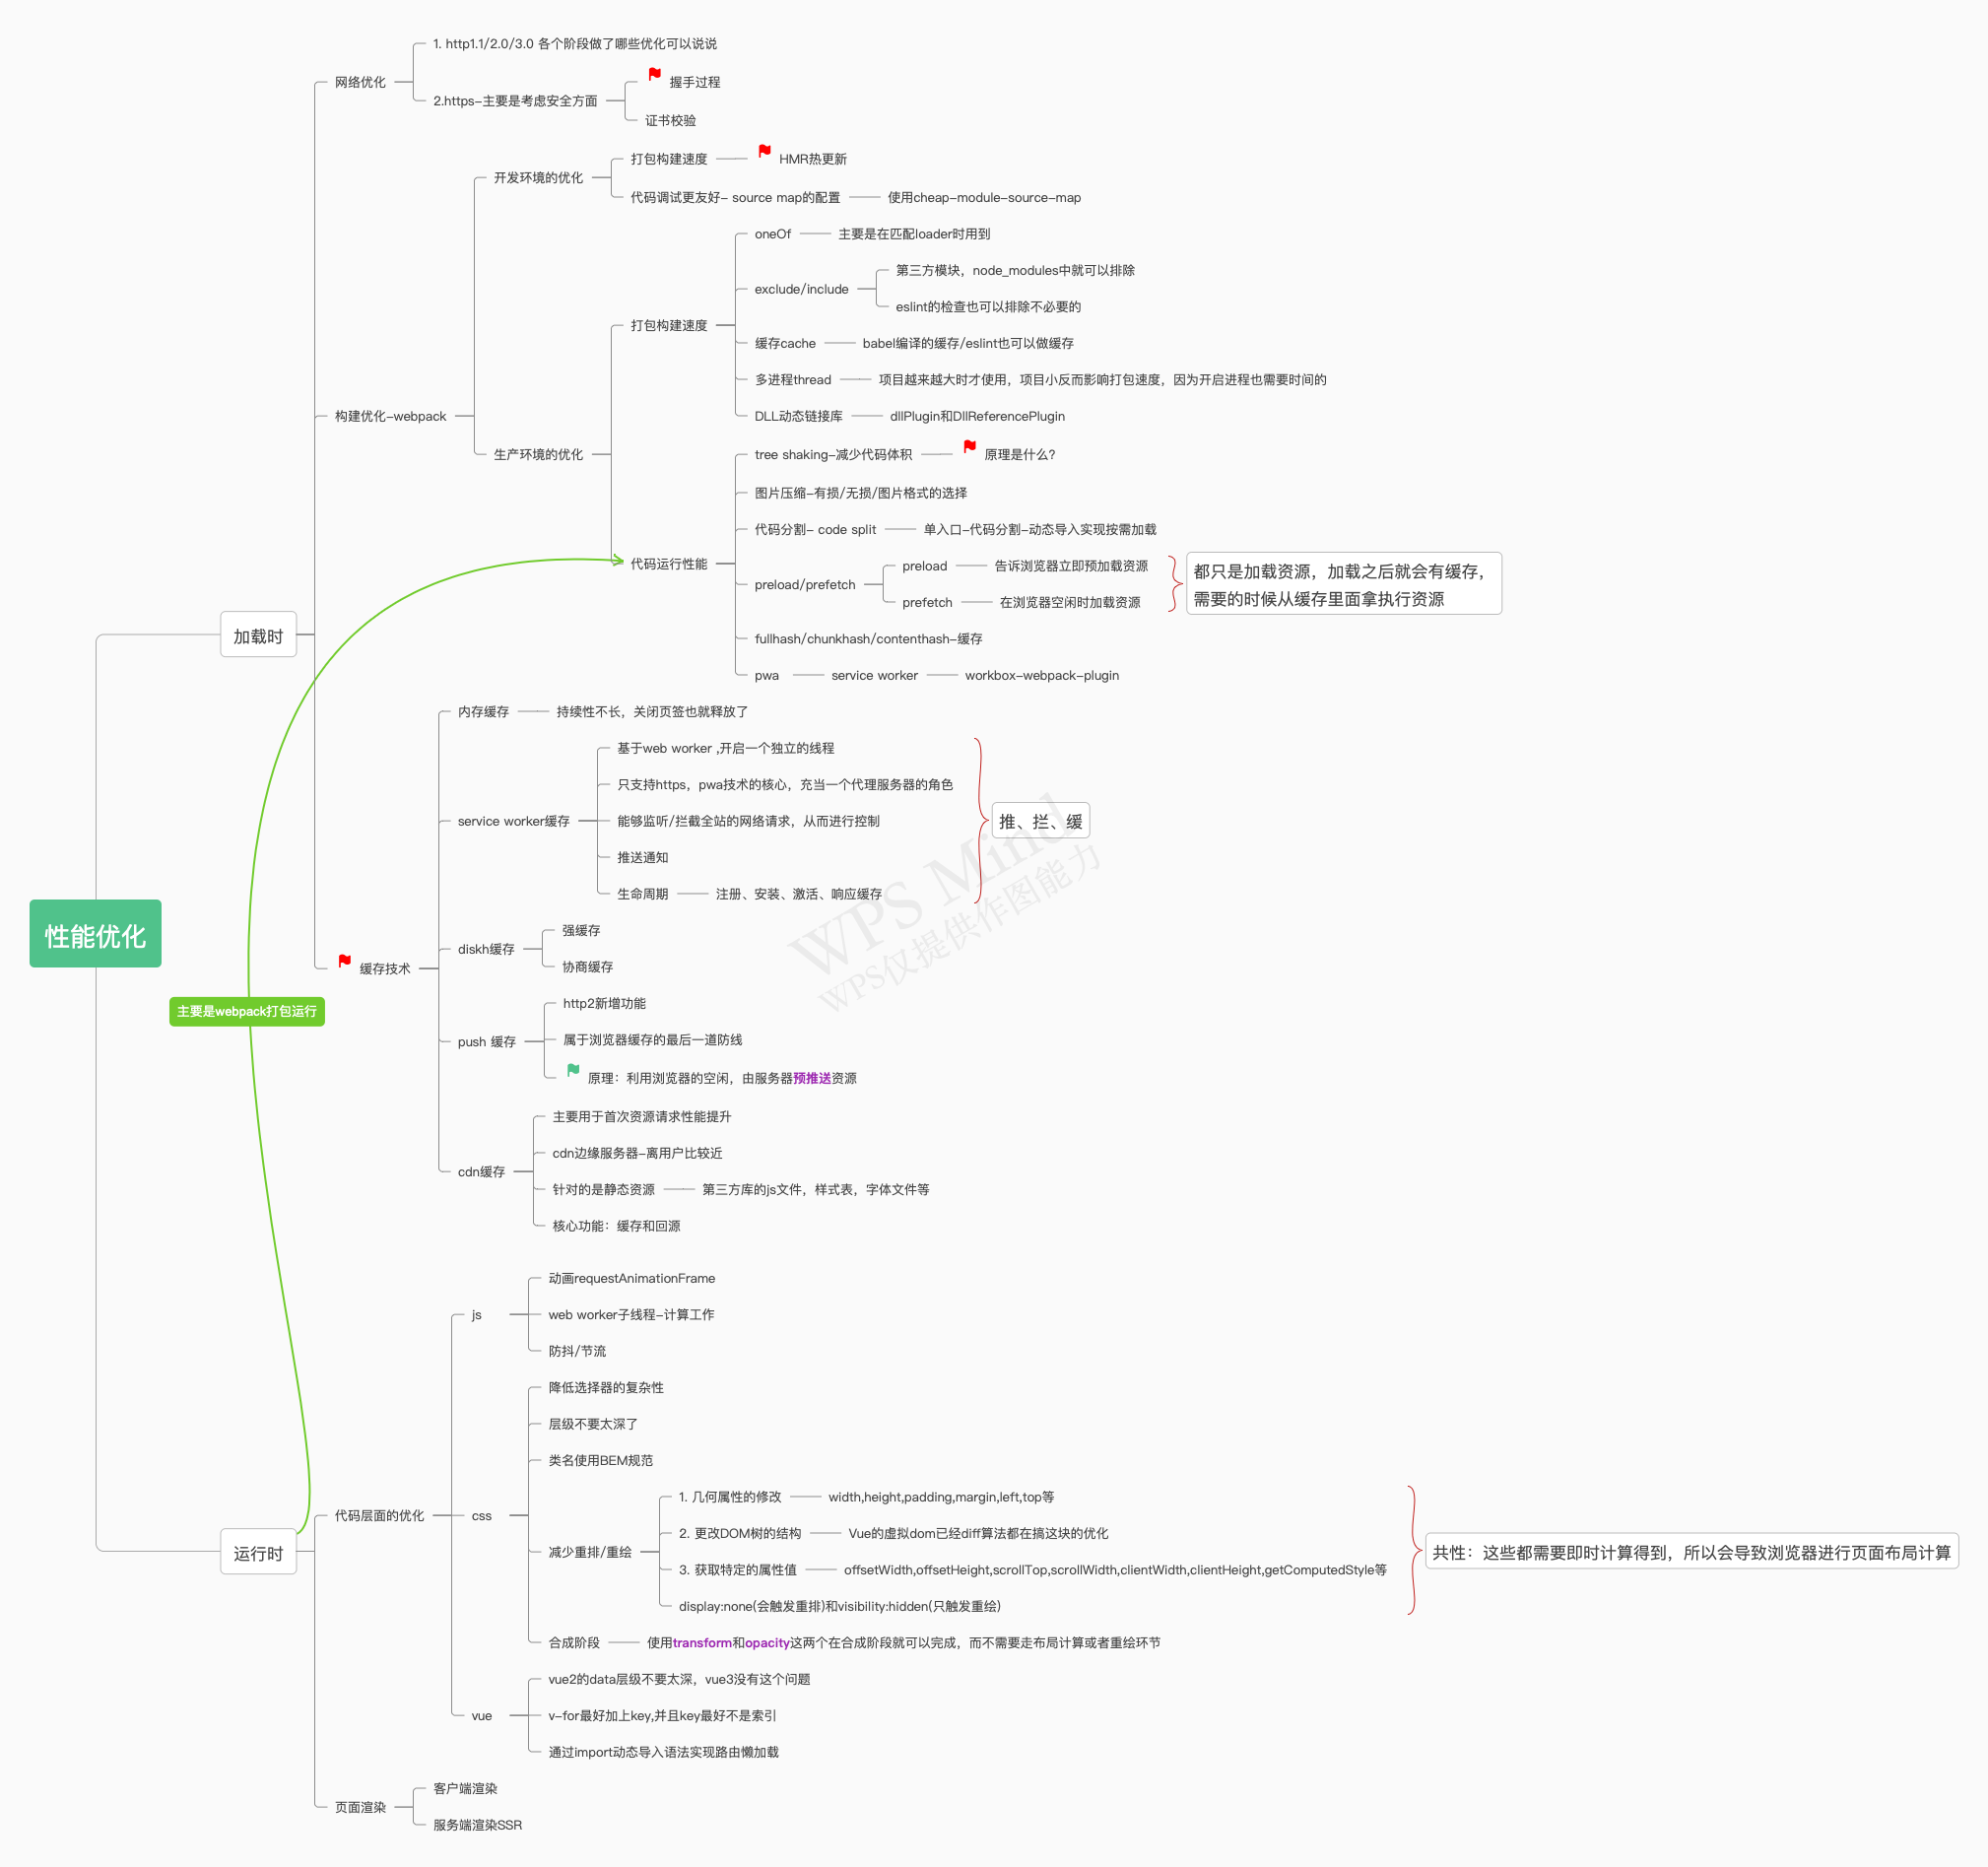 性能优化
加载时
网络优化
1. http1.1/2.0/3.0 各个阶段做了哪些优化可以说说
2.https-主要是考虑安全方面
握手过程
证书校验
构建优化-webpack
开发环境的优化
打包构建速度
HMR热更新
代码调试更友好- source map的配置
使用cheap-module-source-map
生产环境的优化
打包构建速度
oneOf
主要是在匹配loader时用到
exclude/include
第三方模块，node_modules中就可以排除
eslint的检查也可以排除不必要的
缓存cache
babel编译的缓存/eslint也可以做缓存
多进程thread
项目越来越大时才使用，项目小反而影响打包速度，因为开启进程也需要时间的
DLL动态链接库
dllPlugin和DllReferencePlugin
代码运行性能
tree shaking-减少代码体积
原理是什么?
图片压缩-有损/无损/图片格式的选择
代码分割- code split
单入口-代码分割-动态导入实现按需加载
preload/prefetch
preload
告诉浏览器立即预加载资源
prefetch
在浏览器空闲时加载资源
都只是加载资源，加载之后就会有缓存，
需要的时候从缓存里面拿执行资源
fullhash/chunkhash/contenthash-缓存
pwa
service worker
workbox-webpack-plugin
缓存技术
内存缓存
持续性不长，关闭页签也就释放了
service worker缓存
基于web worker ,开启一个独立的线程
只支持https，pwa技术的核心，充当一个代理服务器的角色
能够监听/拦截全站的网络请求，从而进行控制
推送通知
生命周期
注册、安装、激活、响应缓存
推、拦、缓
diskh缓存
强缓存
协商缓存
push 缓存
http2新增功能
属于浏览器缓存的最后一道防线
原理：利用浏览器的空闲，由服务器预推送资源
cdn缓存
主要用于首次资源请求性能提升
cdn边缘服务器-离用户比较近
针对的是静态资源
第三方库的js文件，样式表，字体文件等
核心功能：缓存和回源
主要是webpack打包运行
运行时
代码层面的优化
js
动画requestAnimationFrame
web worker子线程-计算工作
防抖/节流
css
降低选择器的复杂性
层级不要太深了
类名使用BEM规范
减少重排/重绘
1. 几何属性的修改
width,height,padding,margin,left,top等
2. 更改DOM树的结构
Vue的虚拟dom已经diff算法都在搞这块的优化
3. 获取特定的属性值
offsetWidth,offsetHeight,scrollTop,scrollWidth,clientWidth,clientHeight,getComputedStyle等
display:none(会触发重排)和visibility:hidden(只触发重绘)
共性：这些都需要即时计算得到，所以会导致浏览器进行页面布局计算
合成阶段
使用transform和opacity这两个在合成阶段就可以完成，而不需要走布局计算或者重绘环节
vue
vue2的data层级不要太深，vue3没有这个问题
v-for最好加上key,并且key最好不是索引
通过import动态导入语法实现路由懒加载
页面渲染
客户端渲染
服务端渲染SSR
WPS Mind
WPS仅提供作图能力